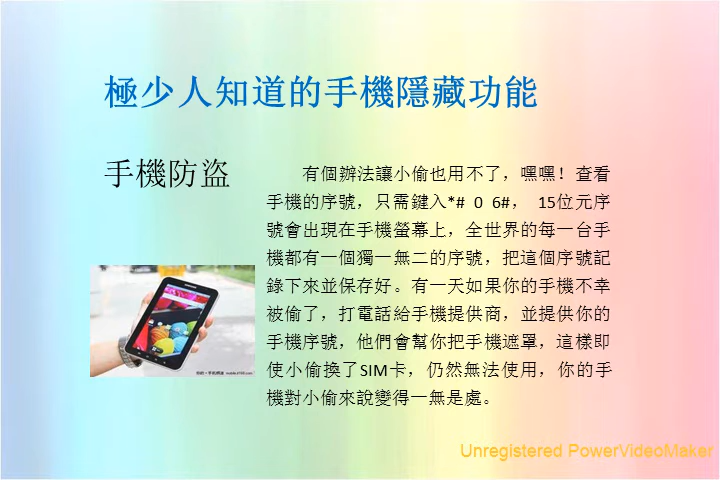 極少人知道的手機隱藏功能
手機防盜
有個辦法讓小偷也用不了，嘿嘿！查看
手機的序號，只需鍵入*# 0 6#， 15位元序
號會出現在手機螢幕上，全世界的每一台手
機都有一個獨一無二的序號，把這個序號記
錄下來並保存好。有一天如果你的手機不幸
被偷了，打電話給手機提供商，並提供你的
手機序號，他們會幫你把手機遮罩，這樣即
使小偷換了SIM卡，仍然無法使用，你的手
機對小偷來說變得一無是處。
Unregistered PowerVideoMaker